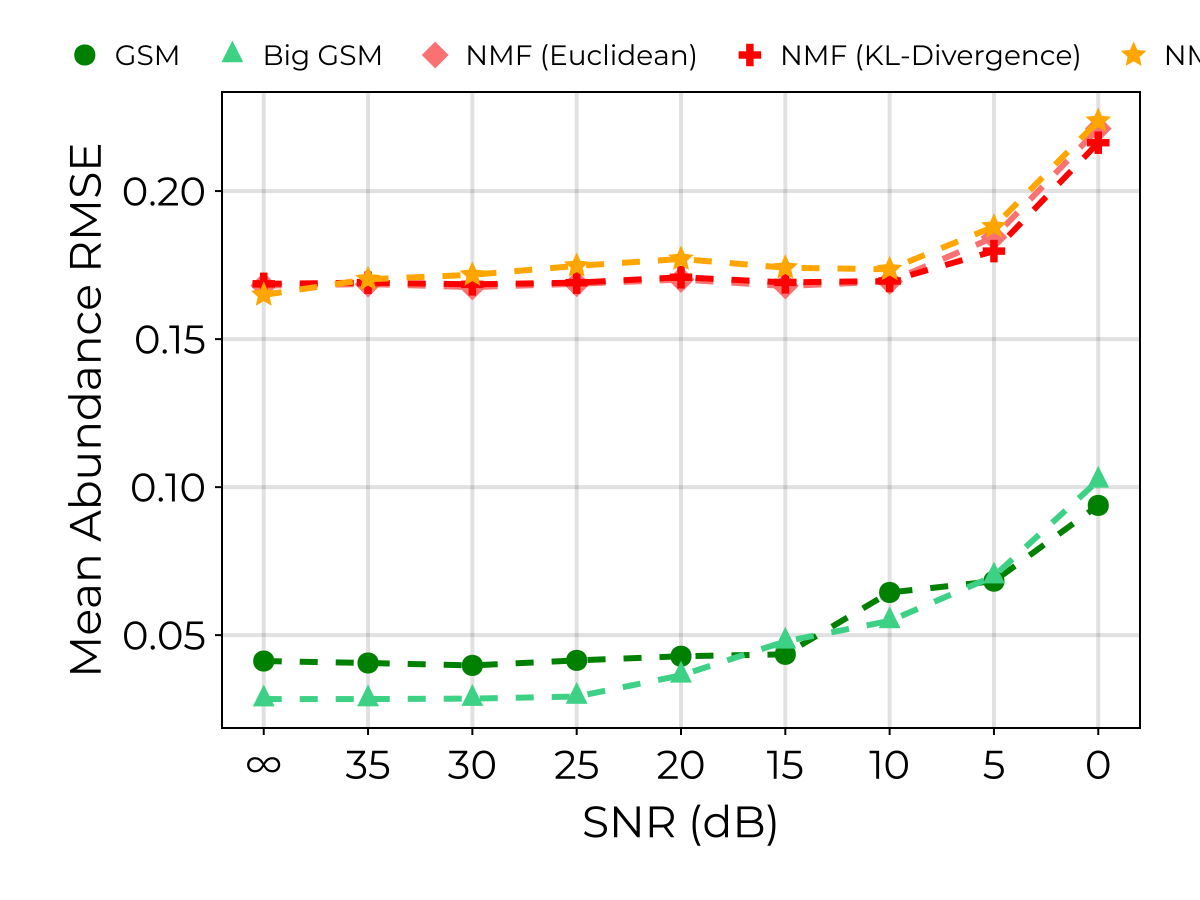 GSM Big GSM NMF (Euclidean) NMF (KL-Divergence)
Mean Abundance RMSE
0.20
0.15
0.10
0.05
∞ 35 30 25 20 15 10 5 0
SNR (dB)